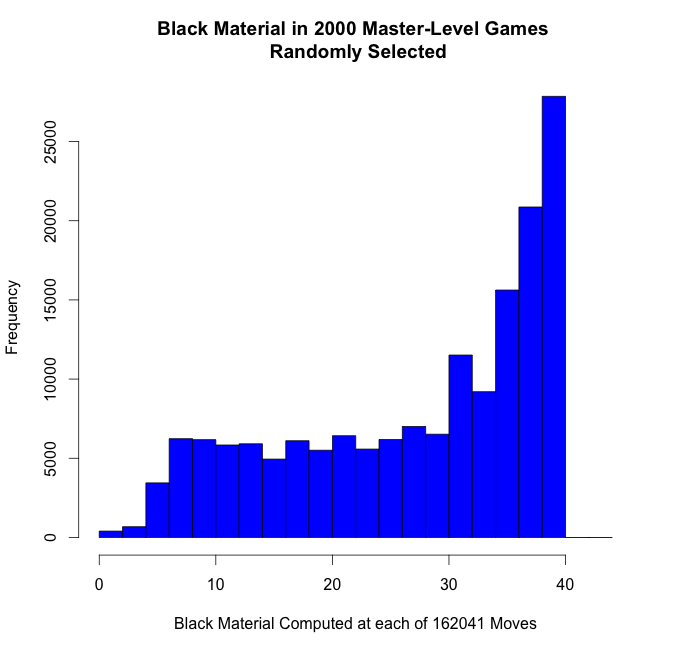 Black Material in 2000 Master-Level Games
Randomly Selected
Frequency
25000
20000
15000
10000
5000
0
0 10 20 30 40
Black Material Computed at each of 162041 Moves